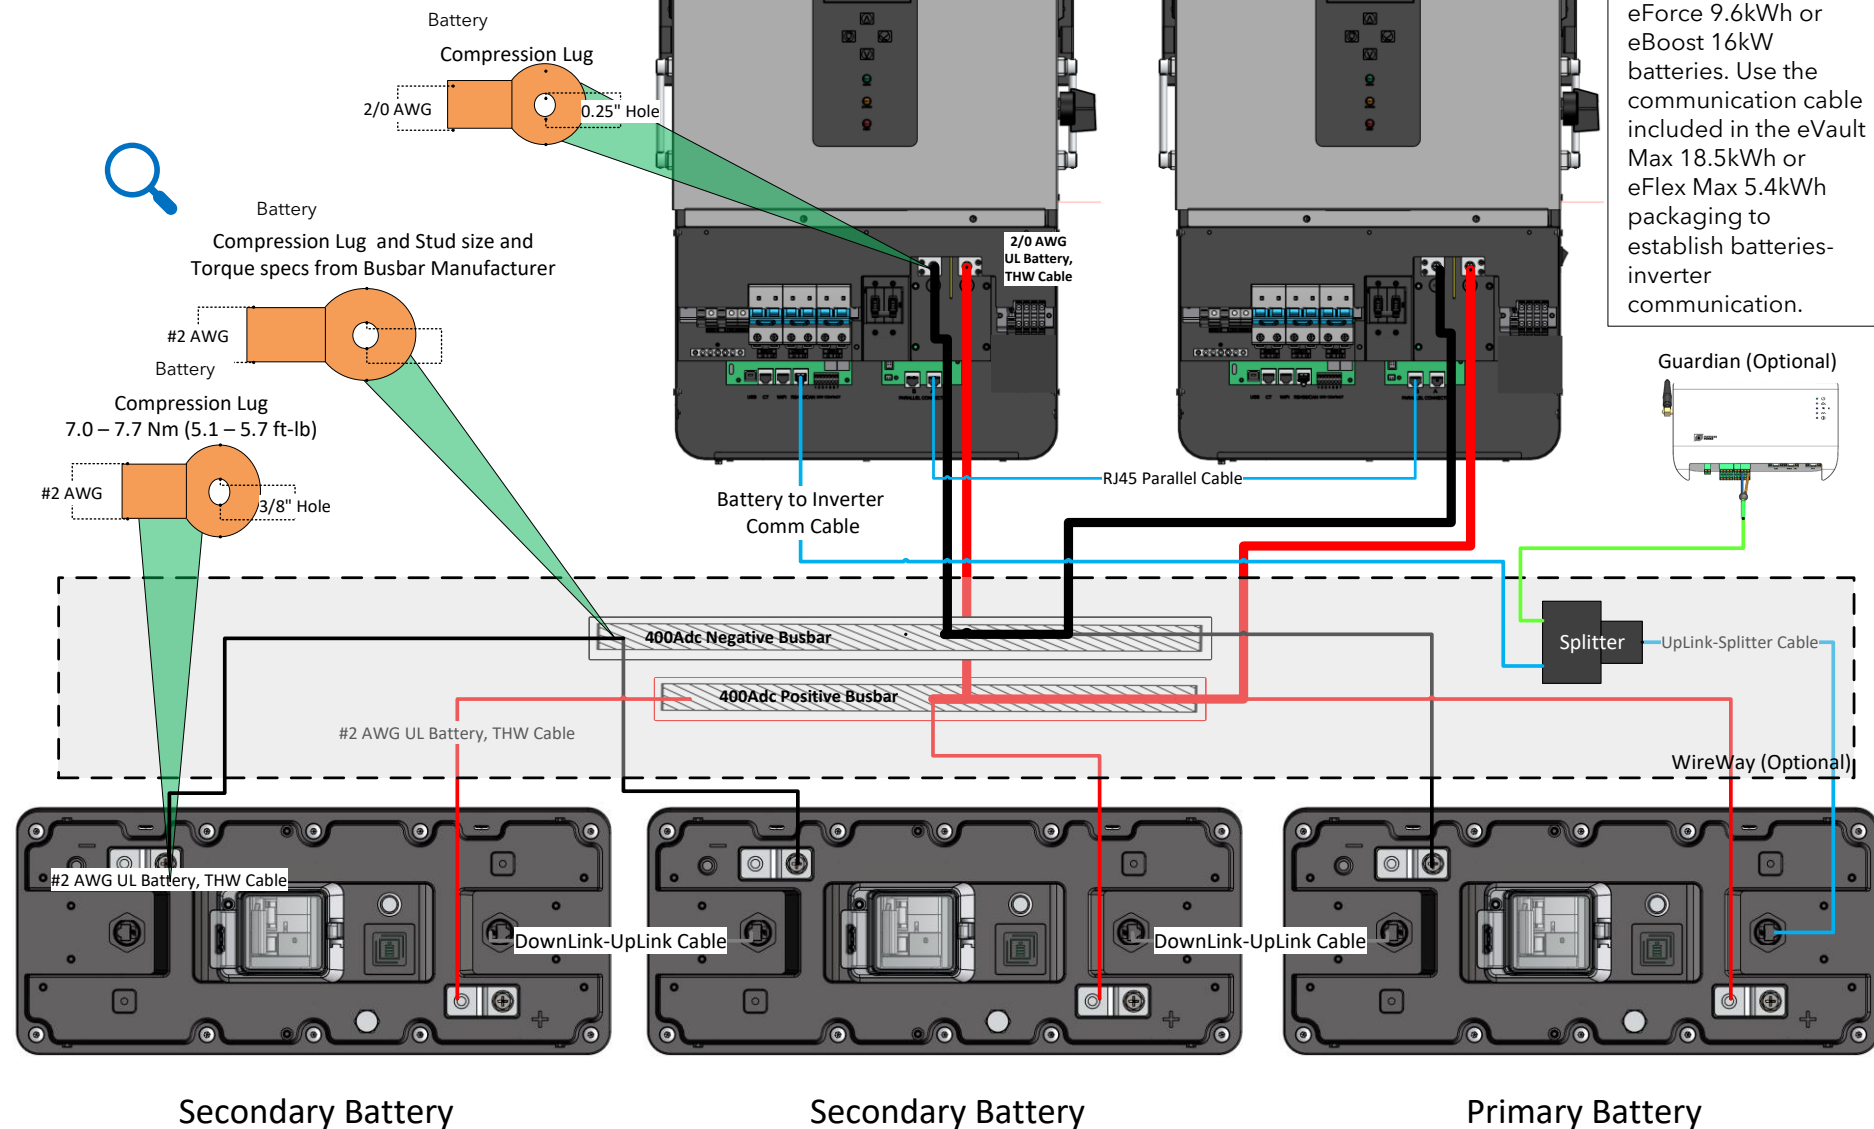 Battery
Compression Lug
2/0 AWG
0.25" Hole
Battery
Compression Lug  and Stud size and
Torque specs from Busbar Manufacturer
#2 AWG
Battery
Compression Lug
7.0 – 7.7 Nm (5.1 – 5.7 ft-lb)
#2 AWG
3/8" Hole
2/0 AWG
UL Battery,
THW Cable
eForce 9.6kWh or
eBoost 16kW
batteries. Use the
communication cable
included in the eVault
Max 18.5kWh or
eFlex Max 5.4kWh
packaging to
establish batteries-
inverter
communication.
Guardian (Optional)
USB CT WIFI
USB CT WIFI
RJ45 Parallel Cable
Battery to Inverter
Comm Cable
400Adc Negative Busbar
400Adc Positive Busbar
#2 AWG UL Battery, THW Cable
Splitter
UpLink-Splitter Cable
WireWay (Optional)
#2 AWG UL Battery, THW Cable
DownLink-UpLink Cable
DownLink-UpLink Cable
Secondary Battery
Secondary Battery
Primary Battery